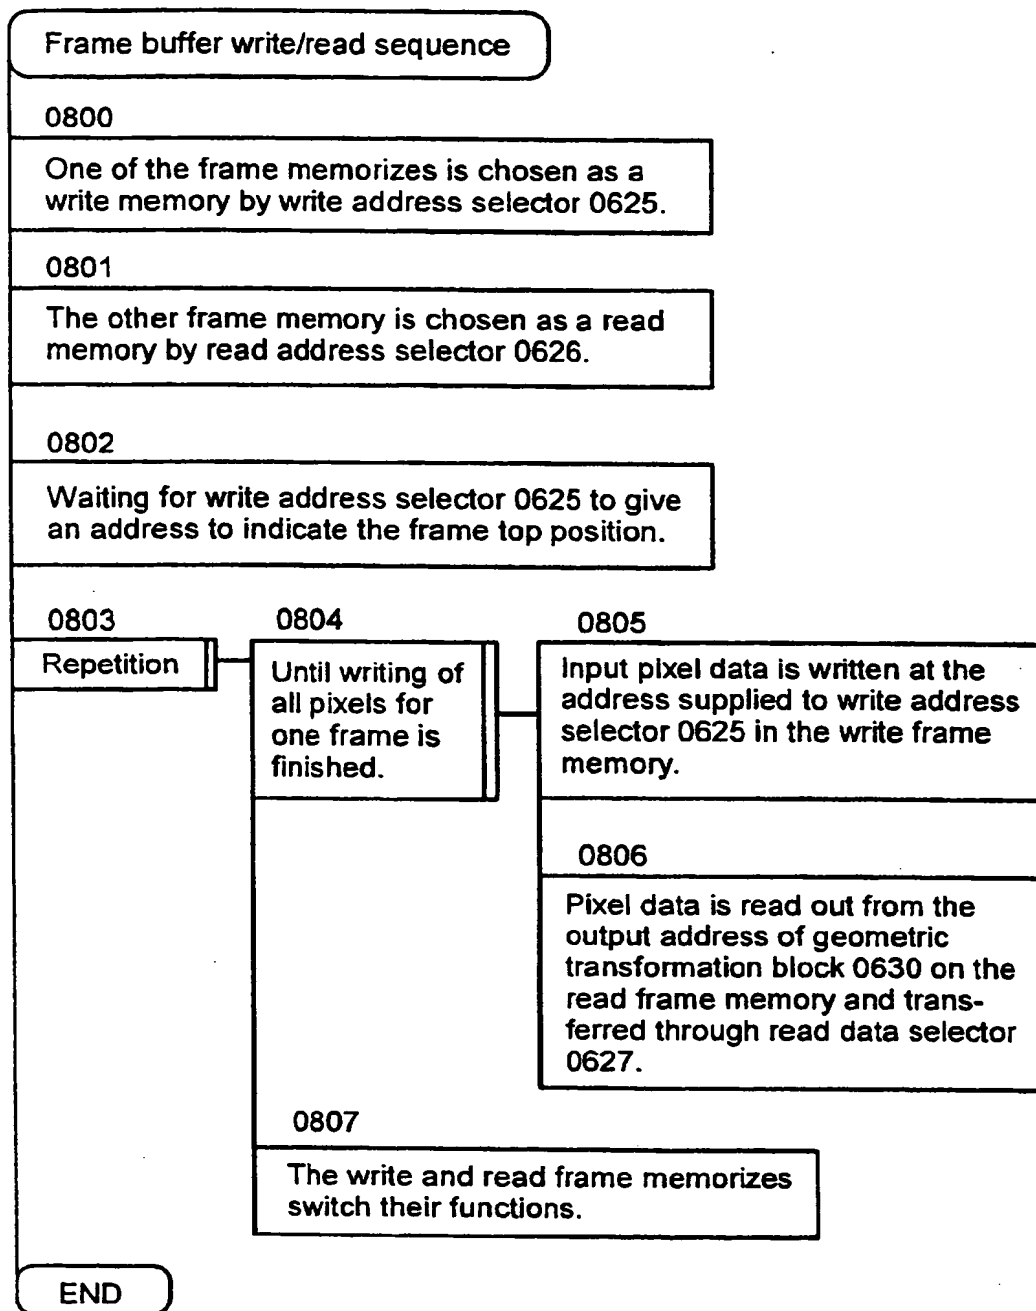 Frame buffer write/read sequence
0800
One of the frame memorizes is chosen as a
write memory by write address selector 0625.
0801
The other frame memory is chosen as a read
memory by read address selector 0626.
0802
Waiting for write address selector 0625 to give
an address to indicate the frame top position.
0803
Repetition
0804
Until writing of
all pixels for
one frame is
finished.
0805
Input pixel data is written at the
address supplied to write address
selector 0625 in the write frame
memory.
0806
Pixel data is read out from the
output address of geometric
transformation block 0630 on the
read frame memory and trans-
ferred through read data selector
0627.
0807
The write and read frame memorizes
switch their functions.
END